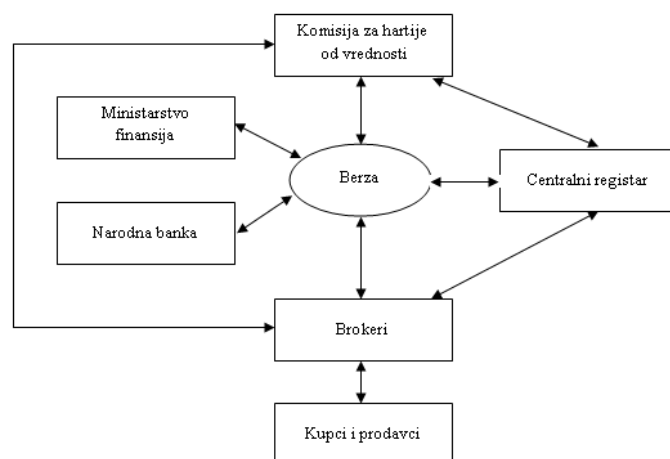 Komisija za hartije
od vrednosti
Ministarstvo
finansija
Berza
Centralni registar
Narodna banka
Brokeri
Kupci i prodavci